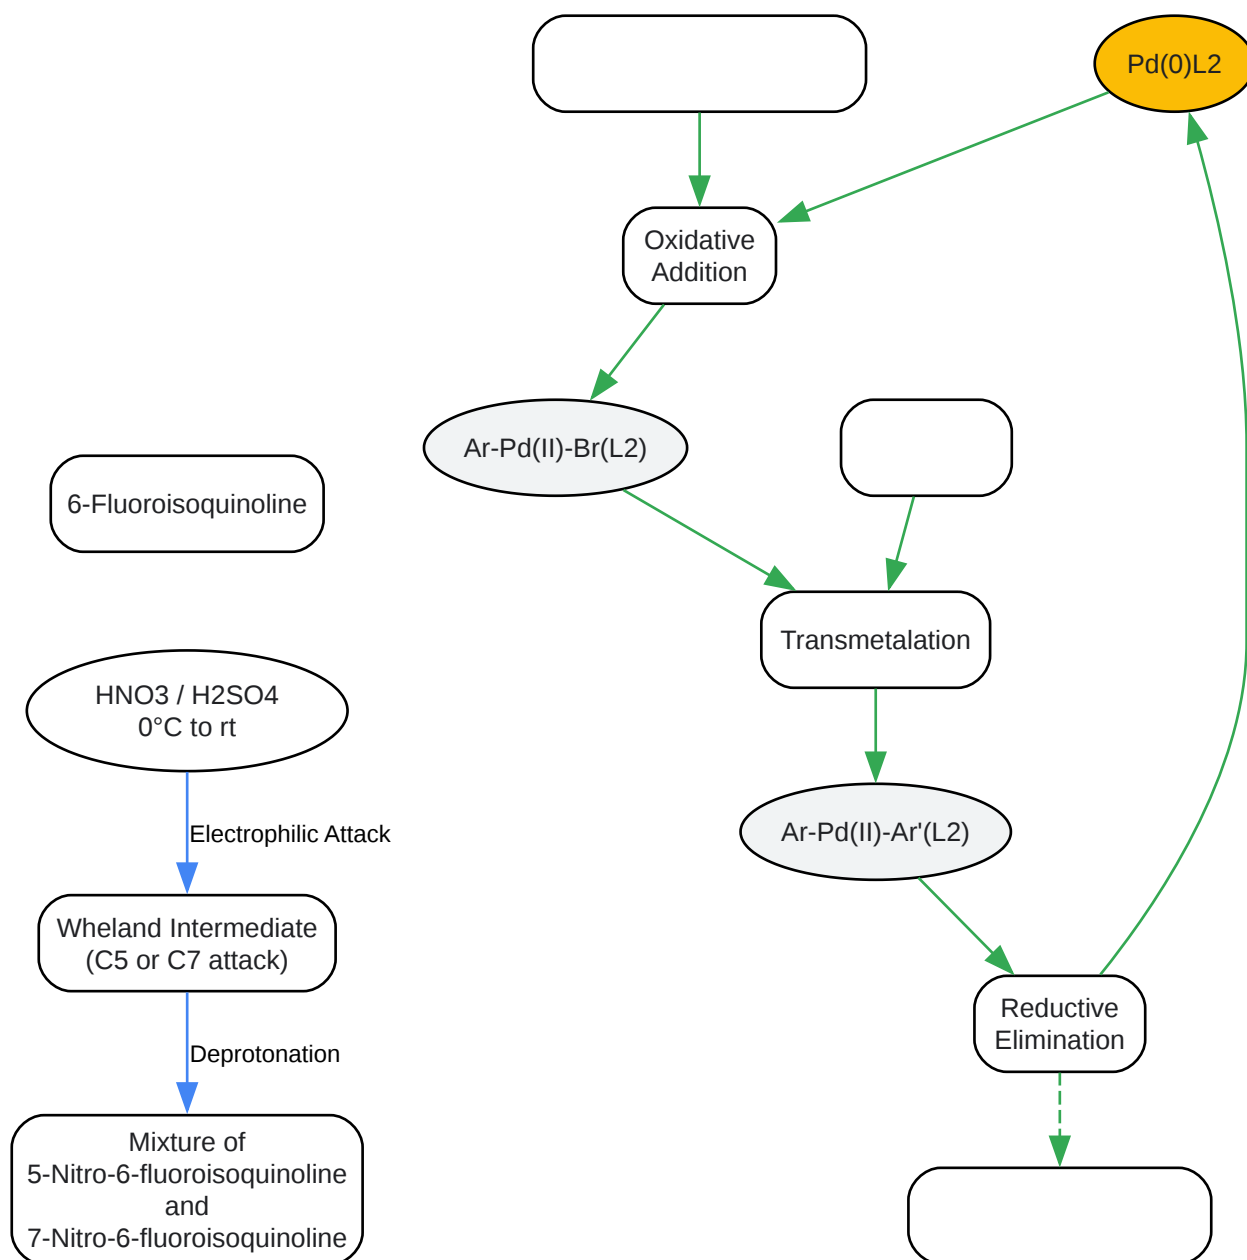 Pd(0)L2
Oxidative
Addition
Ar-Pd(II)-Br(L2)
6-Fluoroisoquinoline
Transmetalation
HNO3 / H2SO4
0°C to rt
Electrophilic Attack
Ar-Pd(II)-Ar'(L2)
Wheland Intermediate
(C5 or C7 attack)
Reductive
Elimination
Deprotonation
Mixture of
5-Nitro-6-fluoroisoquinoline
and
7-Nitro-6-fluoroisoquinoline